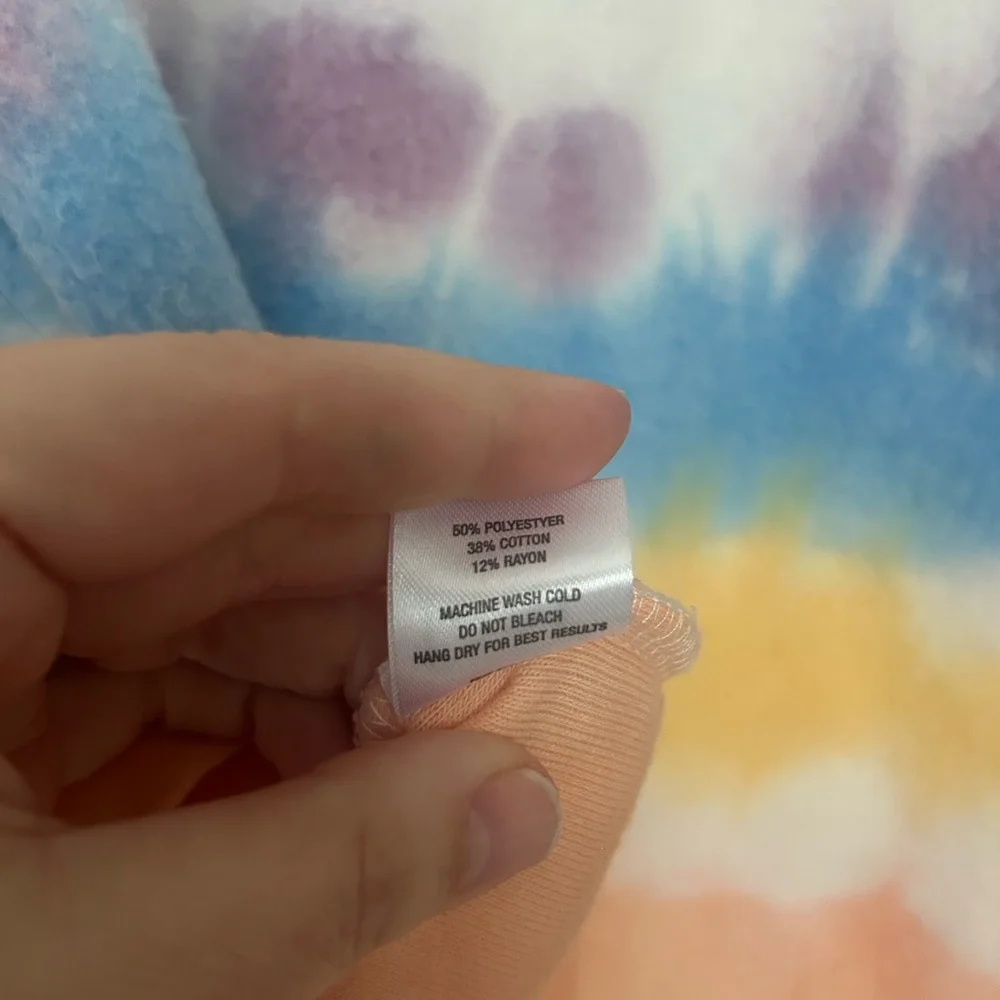 50% POLYESTYER
38% COTTON
12% RAYON
MACHINE WASH COLD
DO NOT BLEACH
HANG DRY FOR BEST RESULTS